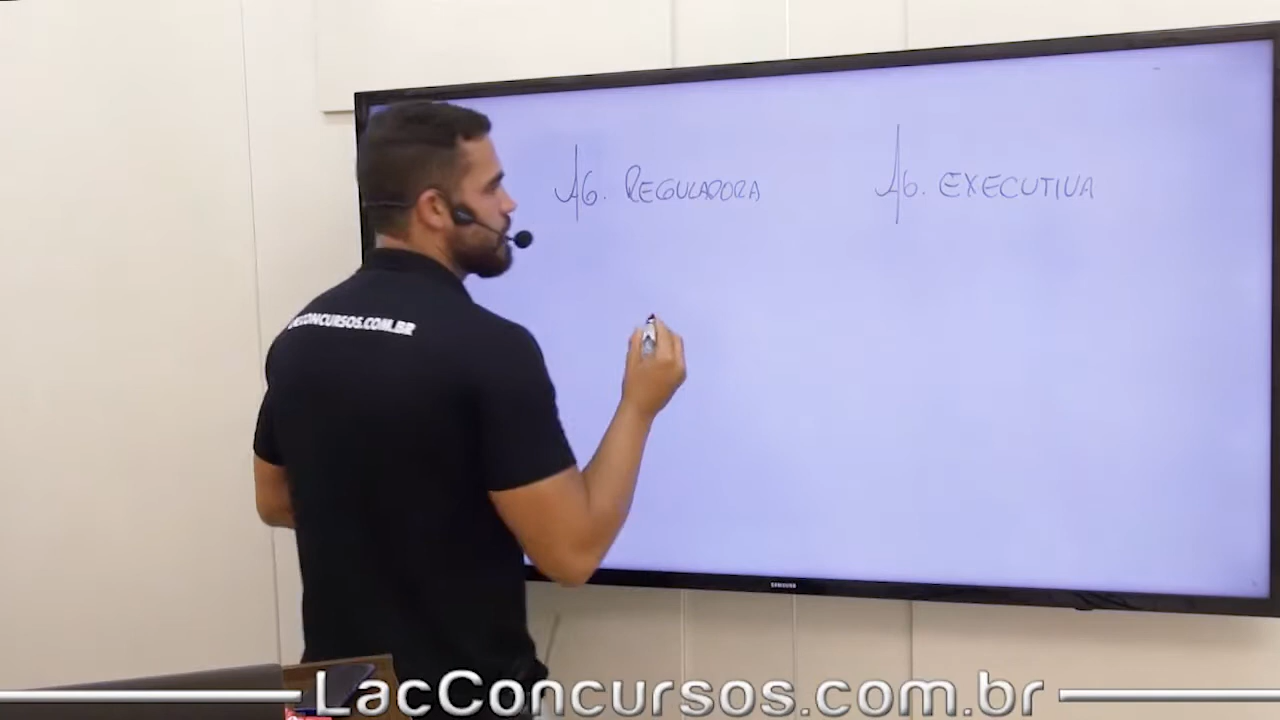 AG. REGULADORA
AG. EXECUTIVA
LACCONCURSOS.COM.BR
SAMSUNG
LacConcursos.com.br